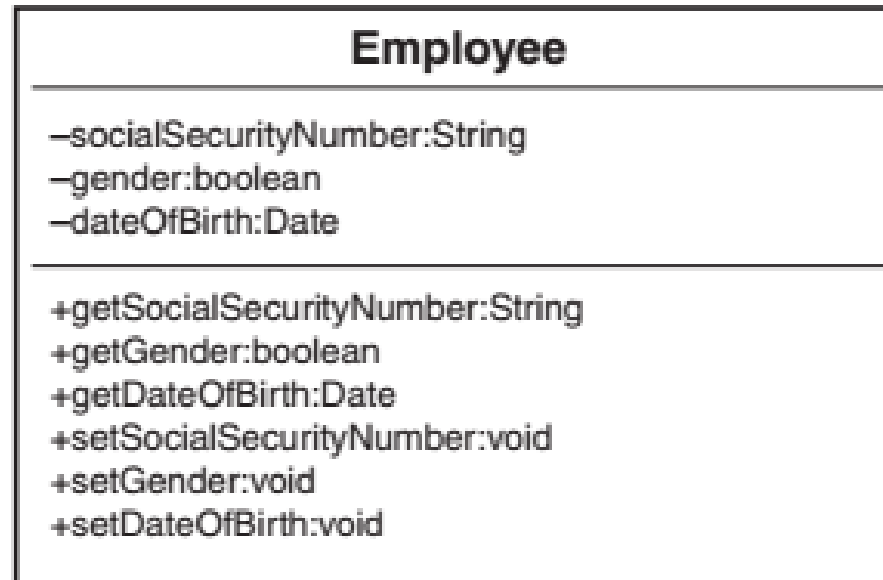 Employee
–socialSecurityNumber:String
–gender:boolean
–dateOfBirth:Date
+getSocialSecurityNumber:String
+getGender:boolean
+getDateOfBirth:Date
+setSocialSecurityNumber:void
+setGender:void
+setDateOfBirth:void